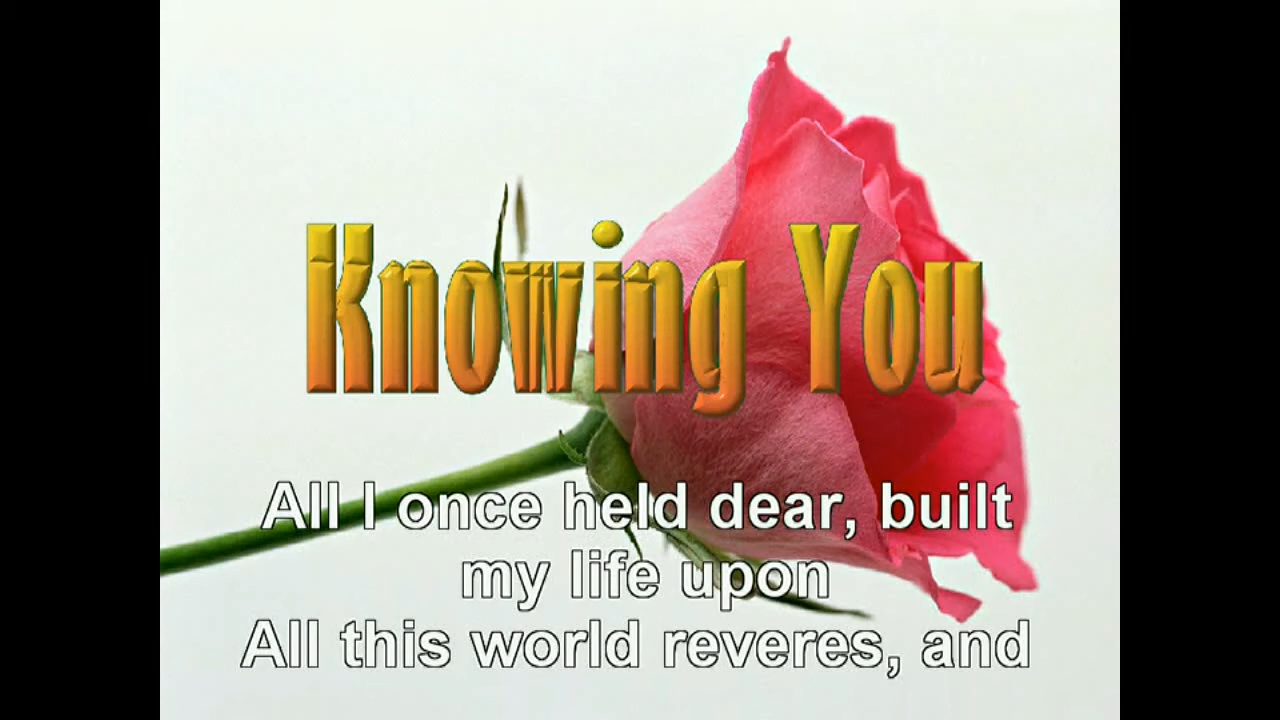 Knowing You
All I once held dear, built
my life upon
All this world reveres, and